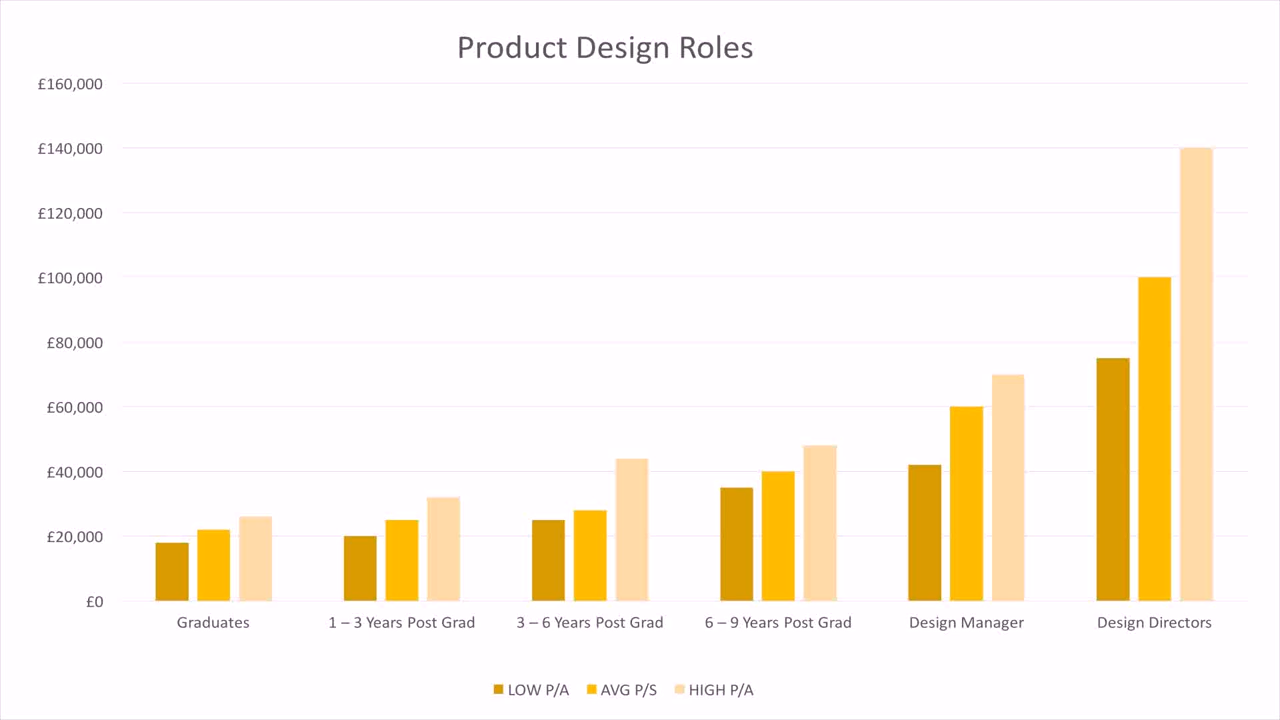 Product Design Roles
£160,000
£140,000
£120,000
£100,000
£80,000
£60,000
£40,000
£20,000
£0
Graduates
1 – 3 Years Post Grad
3 – 6 Years Post Grad
6 – 9 Years Post Grad
Design Manager
Design Directors
LOW P/A
AVG P/S
HIGH P/A